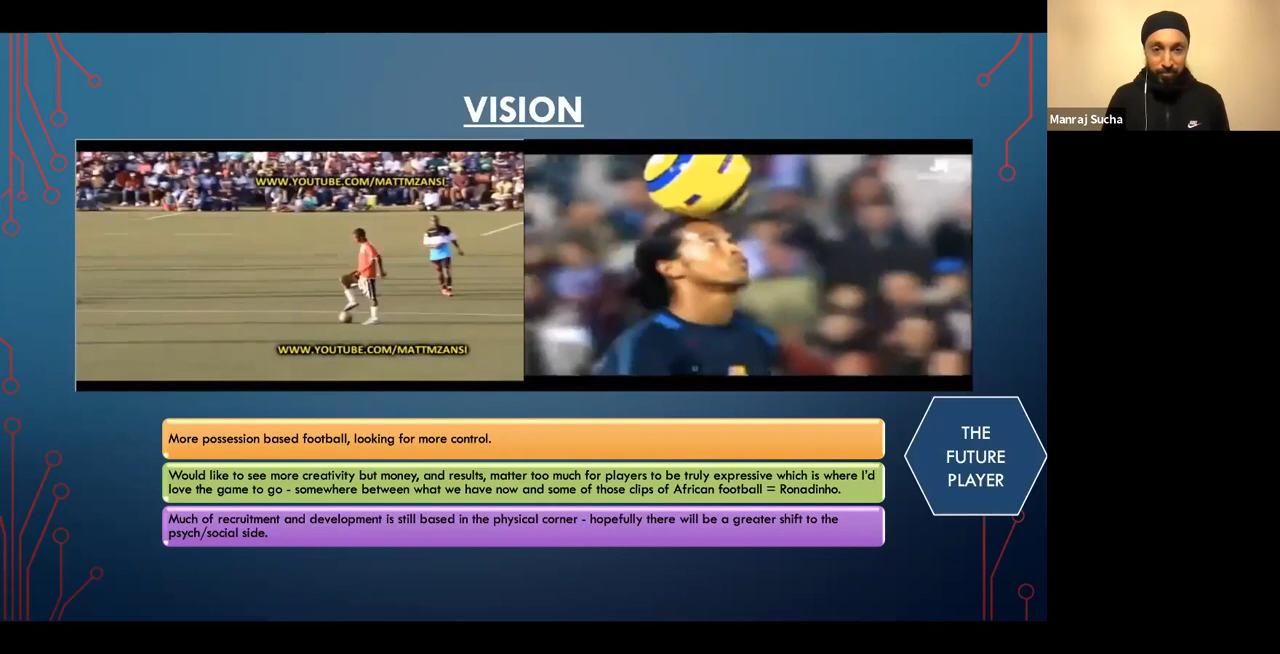 Manraj Sucha
VISION
WWW.YOUTUBE.COM/MATTMZANSI
WWW.YOUTUBE.COM/MATTMZANSI
More possession based football, looking for more control.
Would like to see more creativity but money, and results, matter too much for players to be truly expressive which is where I'd
love the game to go - somewhere between what we have now and some of those clips of African football = Ronadinho.
Much of recruitment and development is still based in the physical corner - hopefully there will be a greater shift to the
psych/social side.
THE
FUTURE
PLAYER